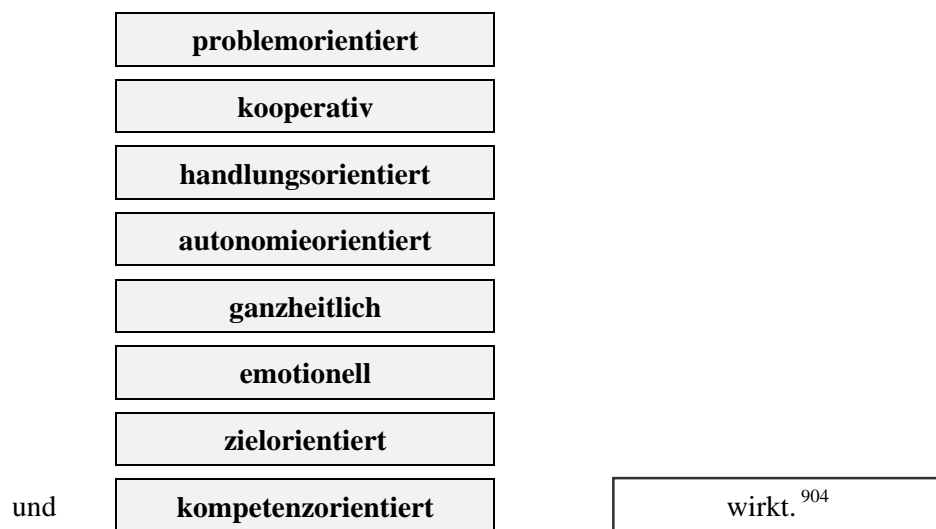 problemorientiert
kooperativ
handlungsorientiert
autonomieorientiert
ganzheitlich
emotionell
zielorientiert
und kompetenzorientiert wirkt. 904